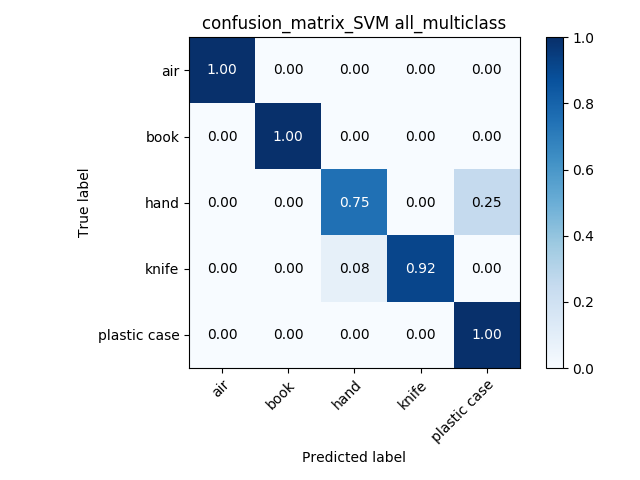 confusion_matrix_SVM all_multiclass
air 1.00 0.00 0.00 0.00 0.00
book 0.00 1.00 0.00 0.00 0.00
hand 0.00 0.00 0.75 0.00 0.25
knife 0.00 0.00 0.08 0.92 0.00
plastic case 0.00 0.00 0.00 0.00 1.00
True label
air book hand knife plastic case
Predicted label
1.0
0.8
0.6
0.4
0.2
0.0